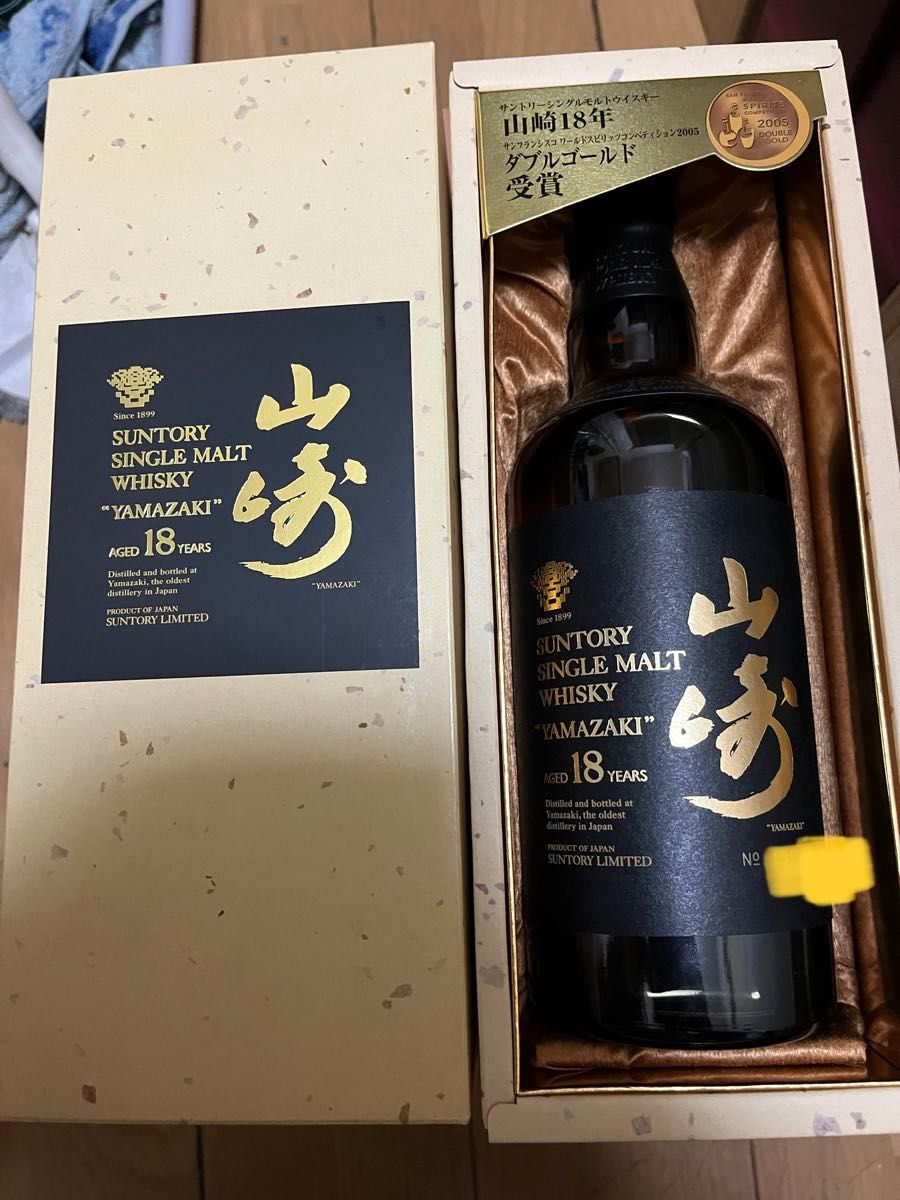 Since 1899
SUNTORY
SINGLE MALT
WHISKY
“YAMAZAKI”
AGED 18 YEARS
Distilled and bottled at
Yamazaki, the oldest
distillery in Japan
PRODUCT OF JAPAN
SUNTORY LIMITED
山崎
"YAMAZAKI"
サントリーシングルモルトウイスキー
山崎18年
サンフランシスコ ワールドスピリッツコンペティション2005
ダブルゴールド
受賞
SPIRITS
COMPETITION
2005
DOUBLE
GOLD
WHISKY
Since 1899
SUNTORY
SINGLE MALT
WHISKY
“YAMAZAKI”
AGED 18 YEARS
Distilled and bottled at
Yamazaki, the oldest
distillery in Japan
PRODUCT OF JAPAN
SUNTORY LIMITED
山崎
"YAMAZAKI"
№